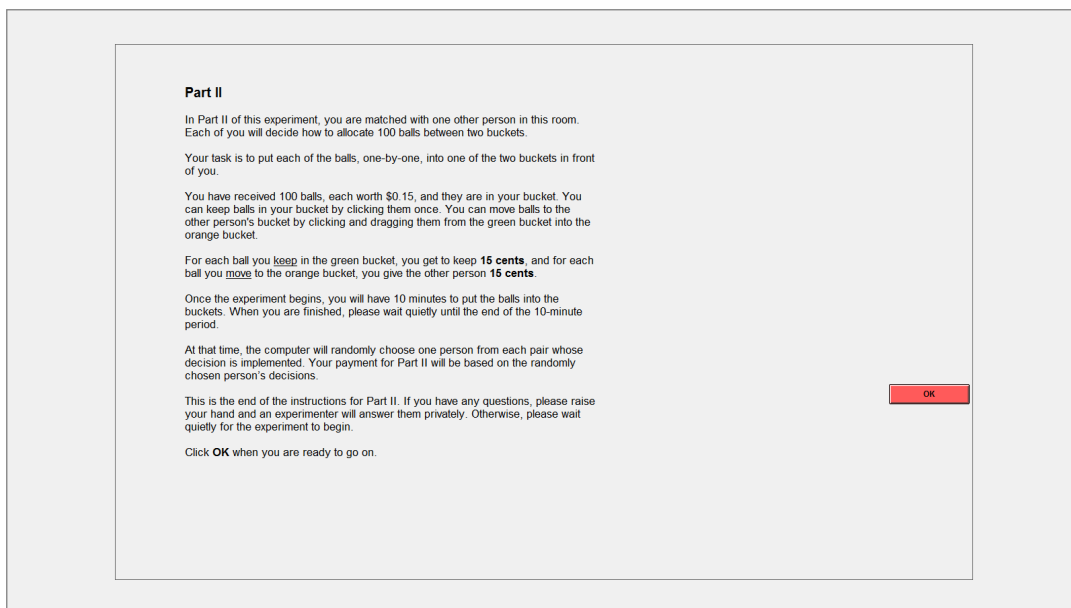 Part II
In Part II of this experiment, you are matched with one other person in this room.
Each of you will decide how to allocate 100 balls between two buckets.
Your task is to put each of the balls, one-by-one, into one of the two buckets in front
of you.
You have received 100 balls, each worth $0.15, and they are in your bucket. You
can keep balls in your bucket by clicking them once. You can move balls to the
other person's bucket by clicking and dragging them from the green bucket into the
orange bucket.
For each ball you keep in the green bucket, you get to keep 15 cents, and for each
ball you move to the orange bucket, you give the other person 15 cents.
Once the experiment begins, you will have 10 minutes to put the balls into the
buckets. When you are finished, please wait quietly until the end of the 10-minute
period.
At that time, the computer will randomly choose one person from each pair whose
decision is implemented. Your payment for Part II will be based on the randomly
chosen person's decisions.
This is the end of the instructions for Part II. If you have any questions, please raise
your hand and an experimenter will answer them privately. Otherwise, please wait
quietly for the experiment to begin.
Click OK when you are ready to go on.
OK